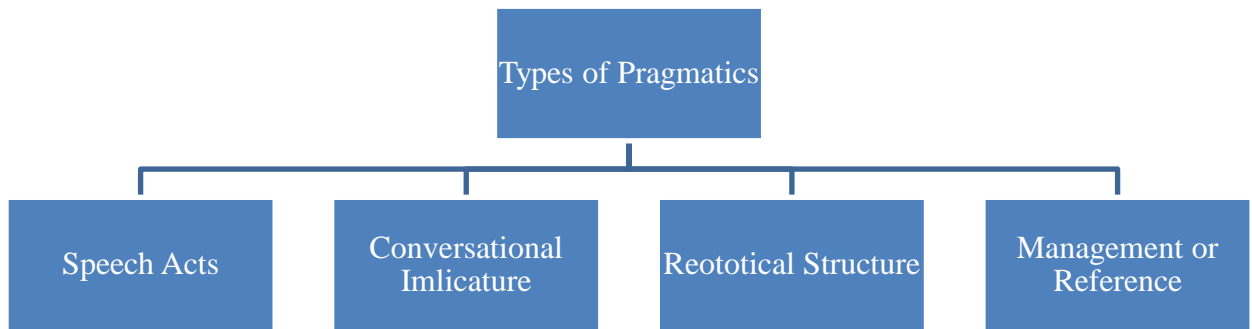 Types of Pragmatics
Speech Acts
Conversational
Imlicature
Reototical Structure
Management or
Reference